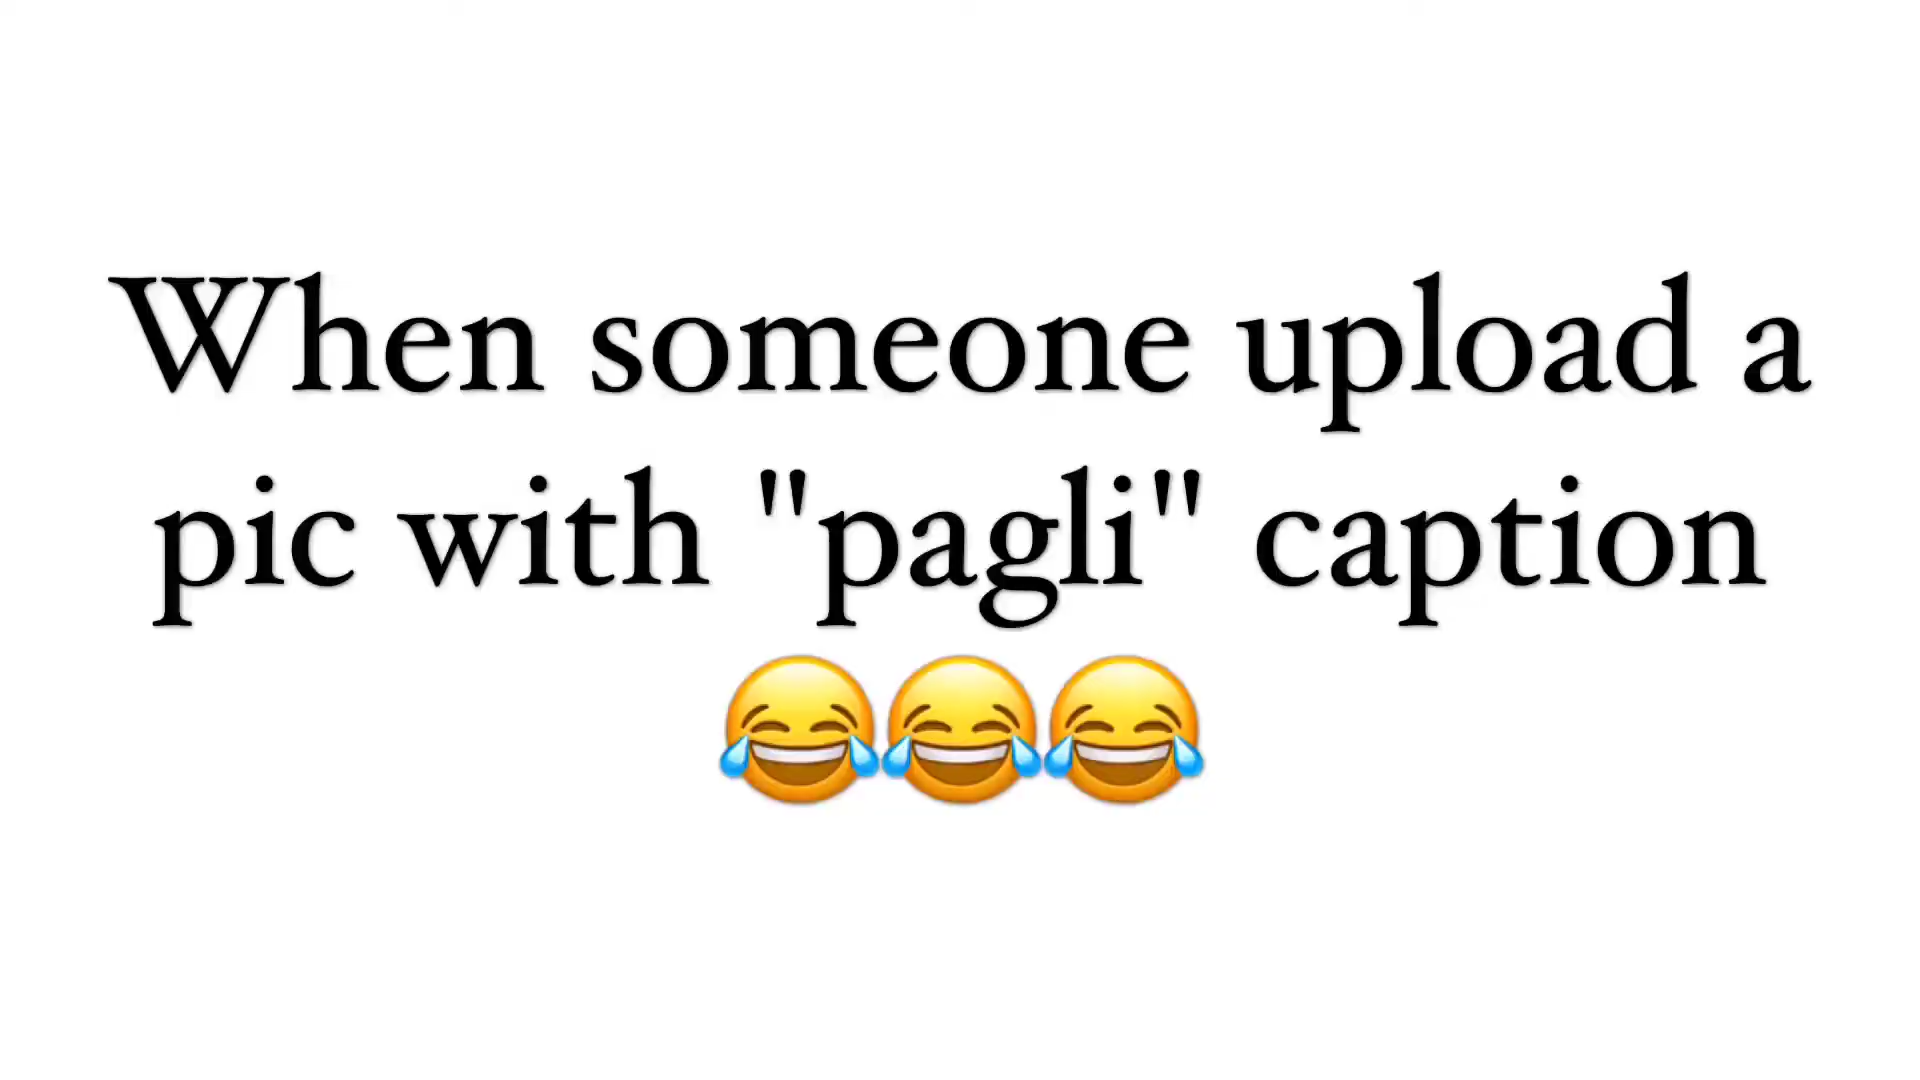 When someone upload a
pic with "pagli" caption
😂😂😂